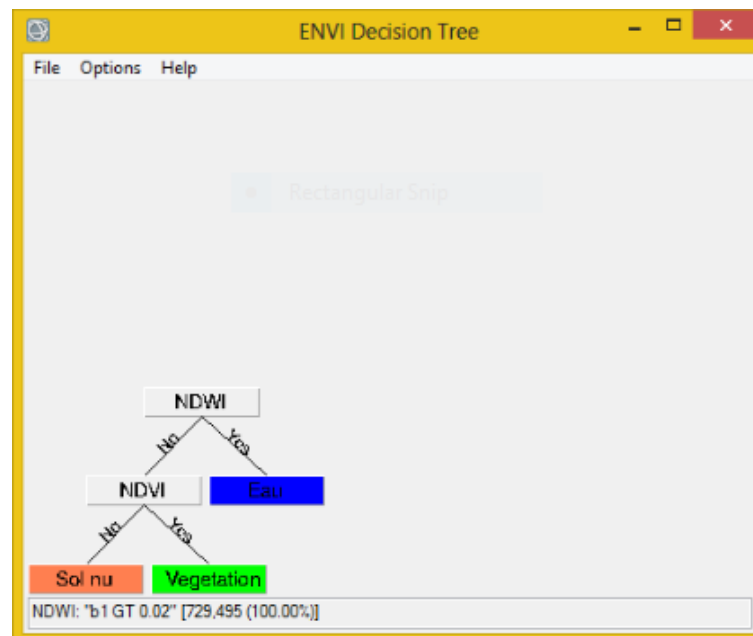 ENVI Decision Tree
File Options Help
Rectangular Snip
NDWI
No Yes
NDVI Eau
No Yes
Sol nu Vegetation
NDWI: "b1 GT 0.02" [729,495 (100.00%)]